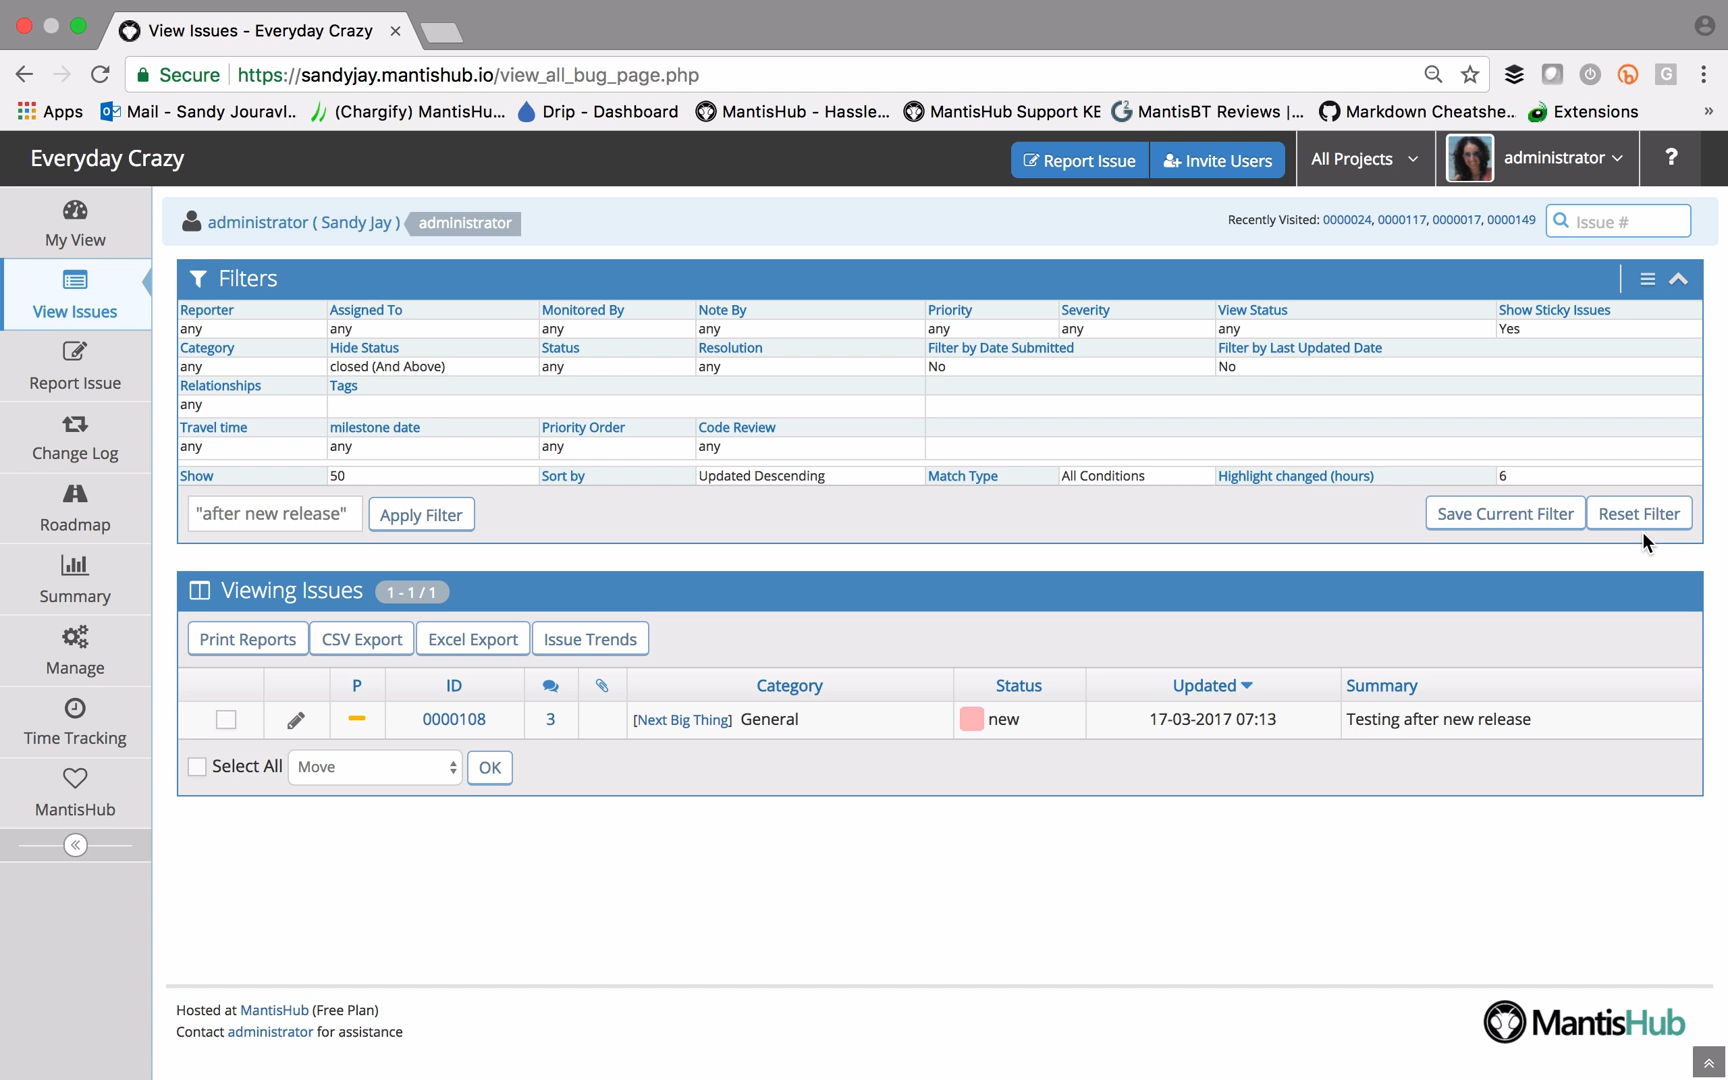 View Issues - Everyday Crazy
Secure https://sandyjay.mantishub.io/view_all_bug_page.php
Apps Mail - Sandy Jouravl... (Chargify) MantisHu... Drip - Dashboard MantisHub - Hassle... MantisHub Support KE MantisBT Reviews |... Markdown Cheatshe... Extensions »
Everyday Crazy Report Issue Invite Users All Projects administrator ?
administrator ( Sandy Jay ) administrator Recently Visited: 0000024, 0000117, 0000017, 0000149 Issue #
My View
View Issues
Report Issue
Change Log
Roadmap
Summary
Manage
Time Tracking
MantisHub
Filters
Reporter Assigned To Monitored By Note By Priority Severity View Status Show Sticky Issues
any any any any any any any Yes
Category Hide Status Status Resolution Filter by Date Submitted Filter by Last Updated Date
any closed (And Above) any any No No
Relationships Tags
any
Travel time milestone date Priority Order Code Review
any any any any
Show 50 Sort by Updated Descending Match Type All Conditions Highlight changed (hours) 6
"after new release" Apply Filter Save Current Filter Reset Filter
Viewing Issues 1 - 1 / 1
Print Reports CSV Export Excel Export Issue Trends
P ID Category Status Updated Summary
0000108 3 [Next Big Thing] General new 17-03-2017 07:13 Testing after new release
Select All Move OK
Hosted at MantisHub (Free Plan)
Contact administrator for assistance
MantisHub